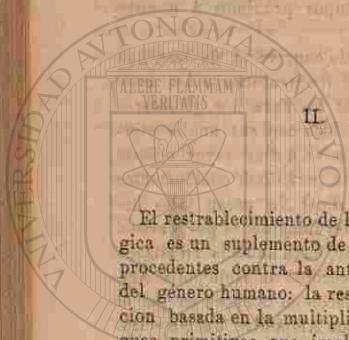 UNIVERSIDAD AUTONOMA DE NUEVO
ALERE FLAMMAM
VERITATIS
II.
El restrablecimiento de l
gica es un suplemento de
procedentes contra la ant
del género humano: la res
cion basada en la multipli